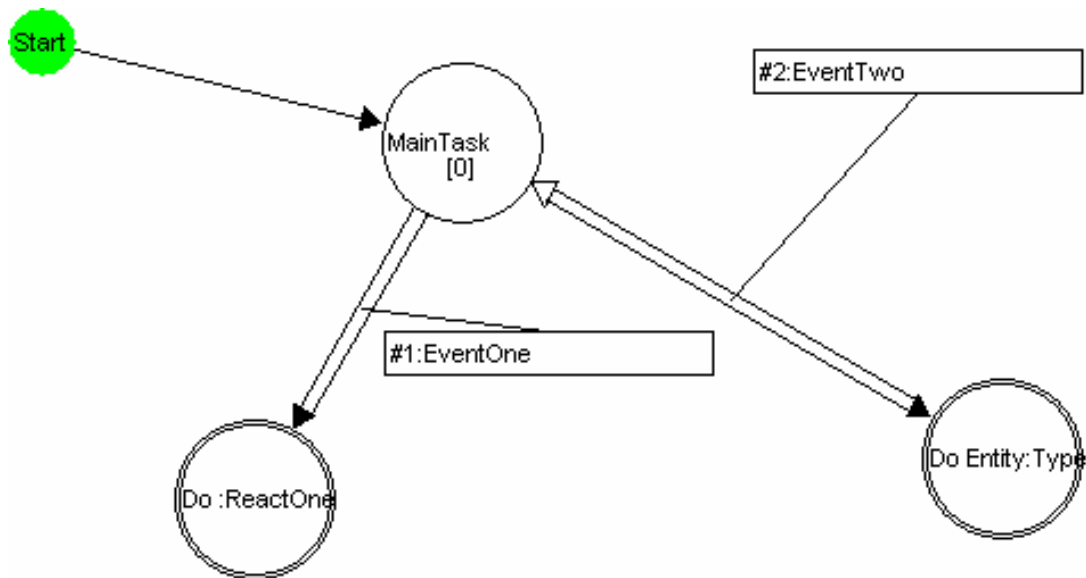 Start
#2:EventTwo
MainTask
[0]
#1:EventOne
Do Entity:Type
Do :ReactOne